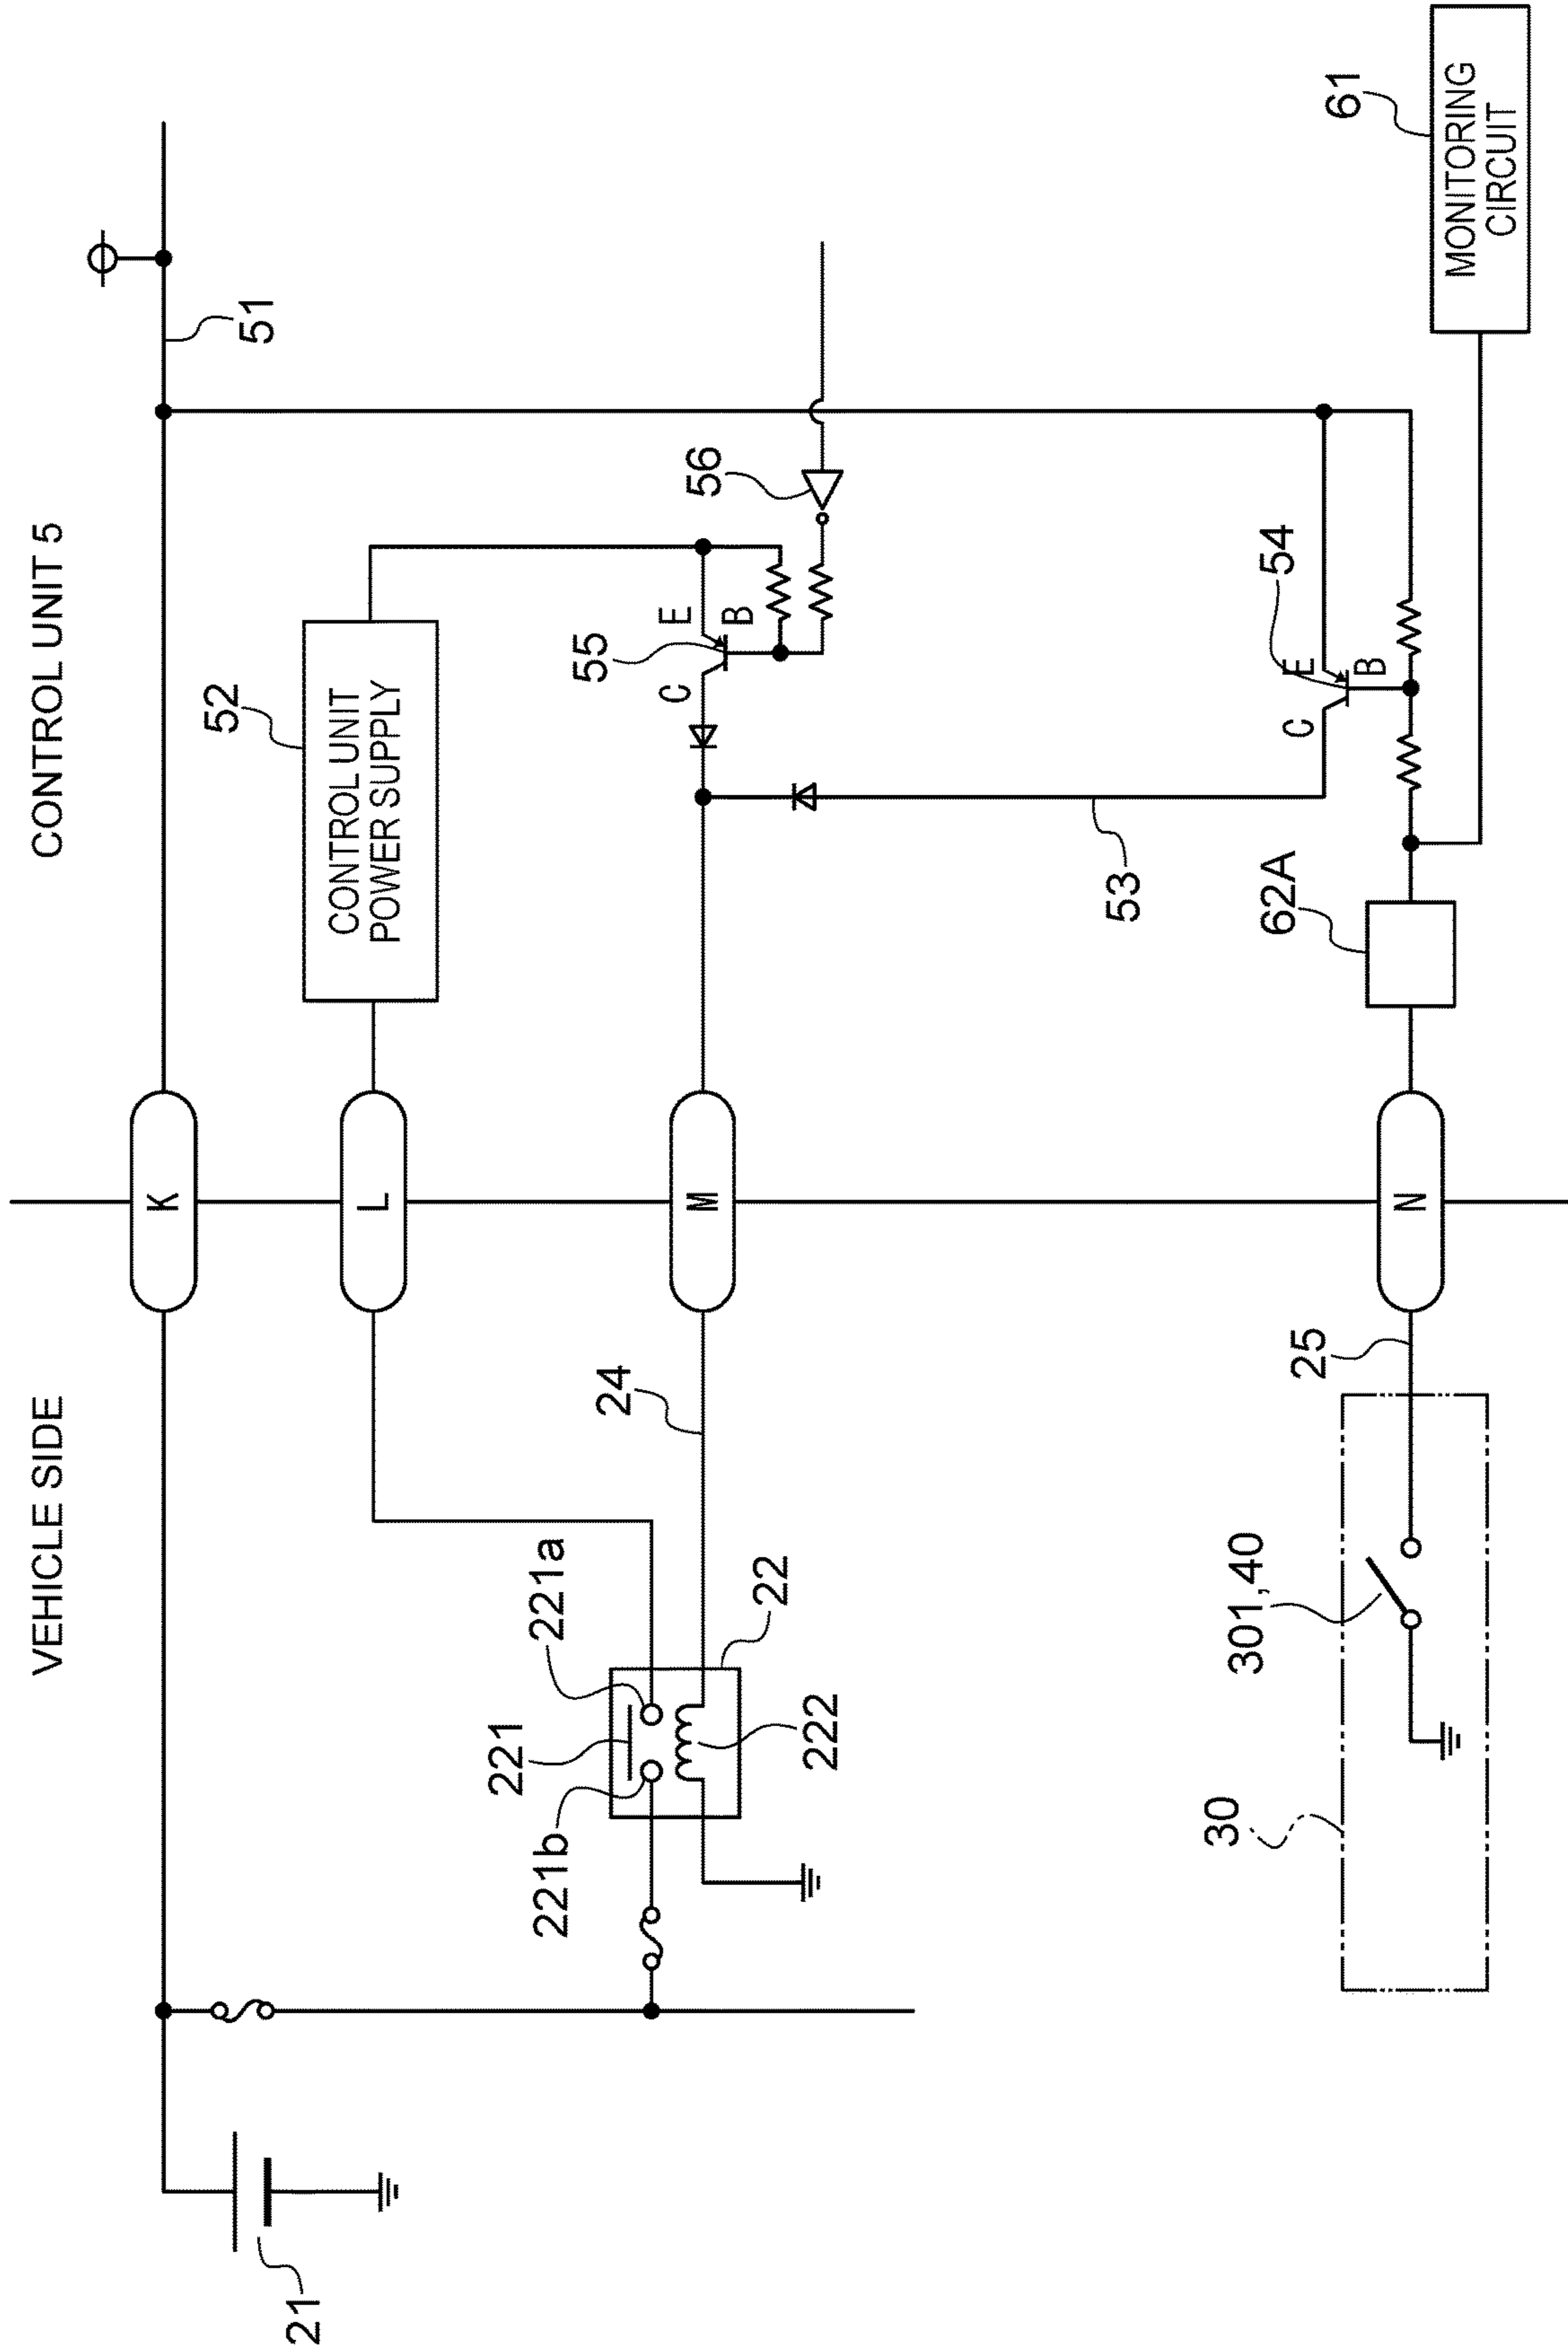 VEHICLE SIDE
CONTROL UNIT 5
21
K
51
L
52
CONTROL UNIT
POWER SUPPLY
221b
221
221a
22
222
24
M
55
E
B
C
56
53
54
E
B
C
62A
61
MONITORING
CIRCUIT
30
301,40
25
N